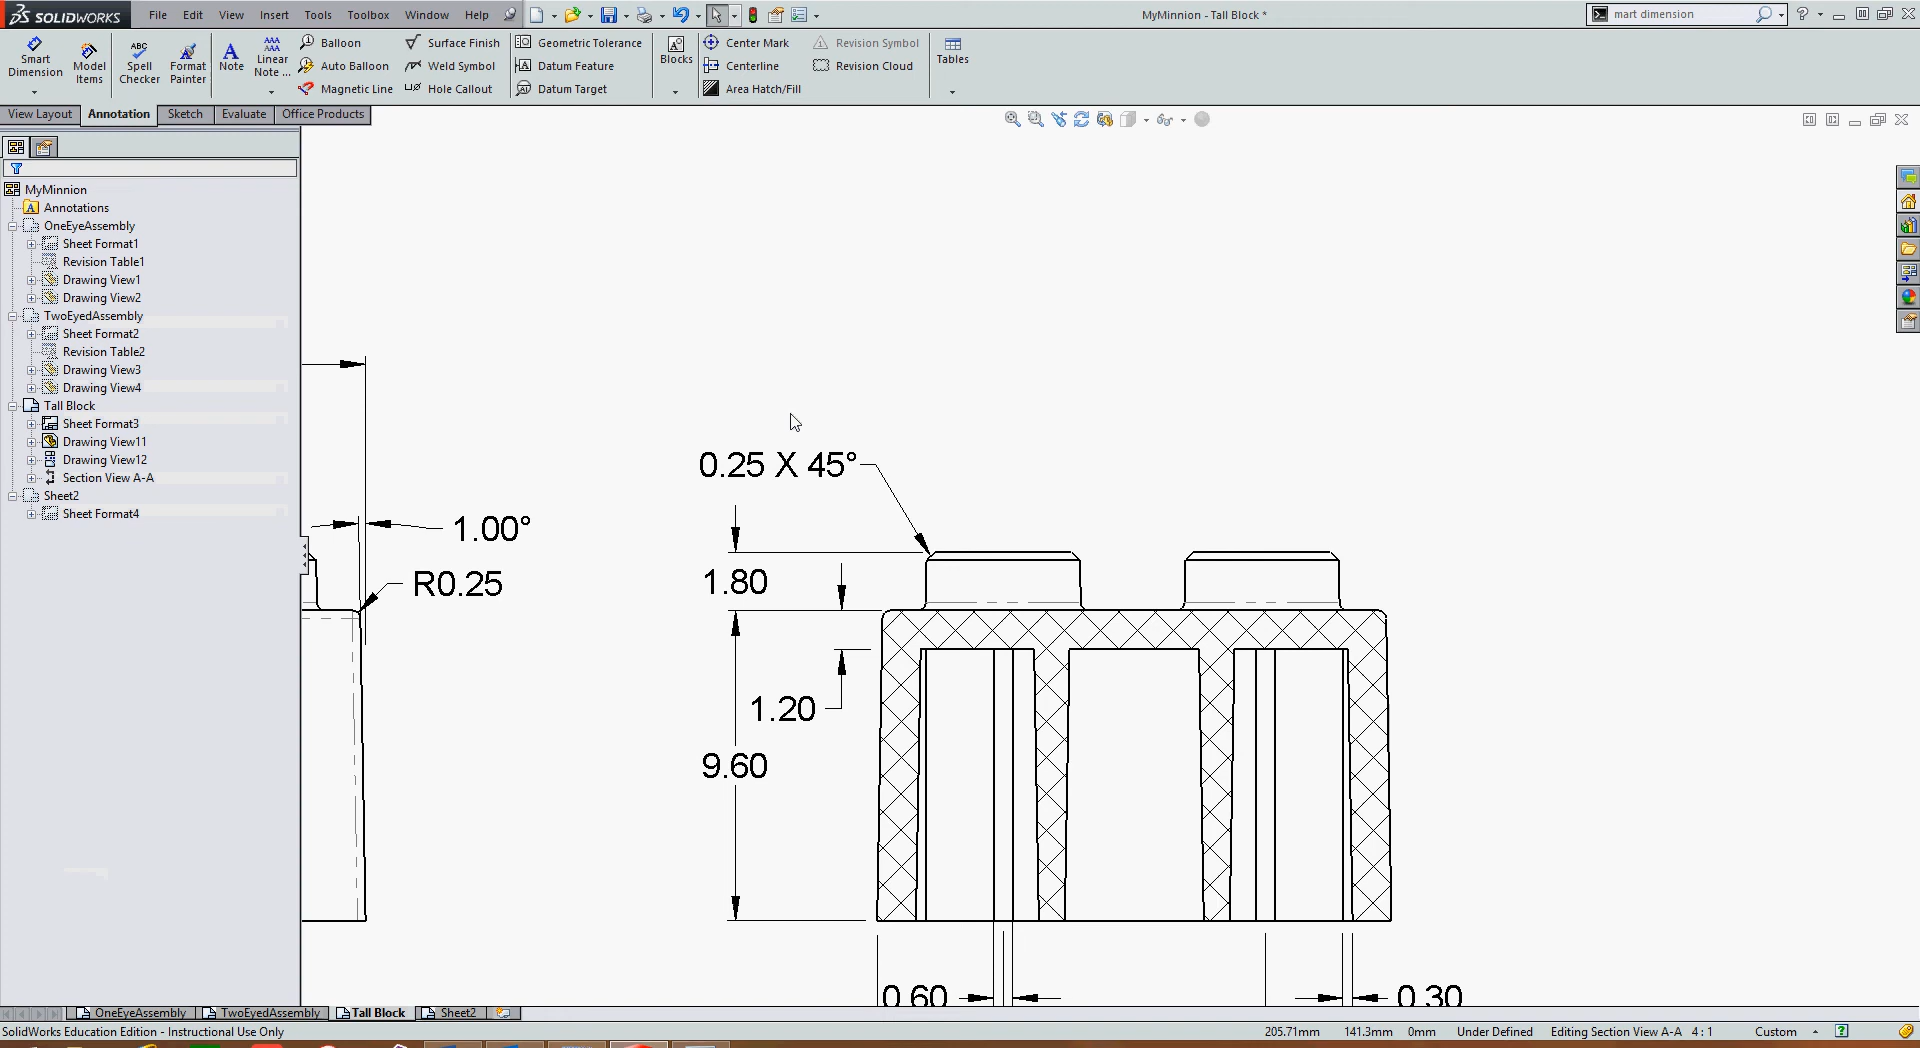 SOLIDWORKS File Edit View Insert Tools Toolbox Window Help MyMinnion - Tall Block * mart dimension
Smart Dimension
Model Items
ABC Spell Checker
Format Painter
A Note
AAA AAA Linear Note ...
Balloon
Auto Balloon
Magnetic Line
Surface Finish
Weld Symbol
Hole Callout
Geometric Tolerance
Datum Feature
Datum Target
A Blocks
Center Mark
Centerline
Area Hatch/Fill
Revision Symbol
Revision Cloud
Tables
View Layout Annotation Sketch Evaluate Office Products
MyMinnion
A Annotations
OneEyeAssembly
Sheet Format1
Revision Table1
Drawing View1
Drawing View2
TwoEyedAssembly
Sheet Format2
Revision Table2
Drawing View3
Drawing View4
Tall Block
Sheet Format3
Drawing View11
Drawing View12
Section View A-A
Sheet2
Sheet Format4
0.25 X 45°
1.00°
R0.25
1.80
1.20
9.60
0.60
0.30
OneEyeAssembly TwoEyedAssembly Tall Block Sheet2
SolidWorks Education Edition - Instructional Use Only 205.71mm 141.3mm 0mm Under Defined Editing Section View A-A 4 : 1 Custom